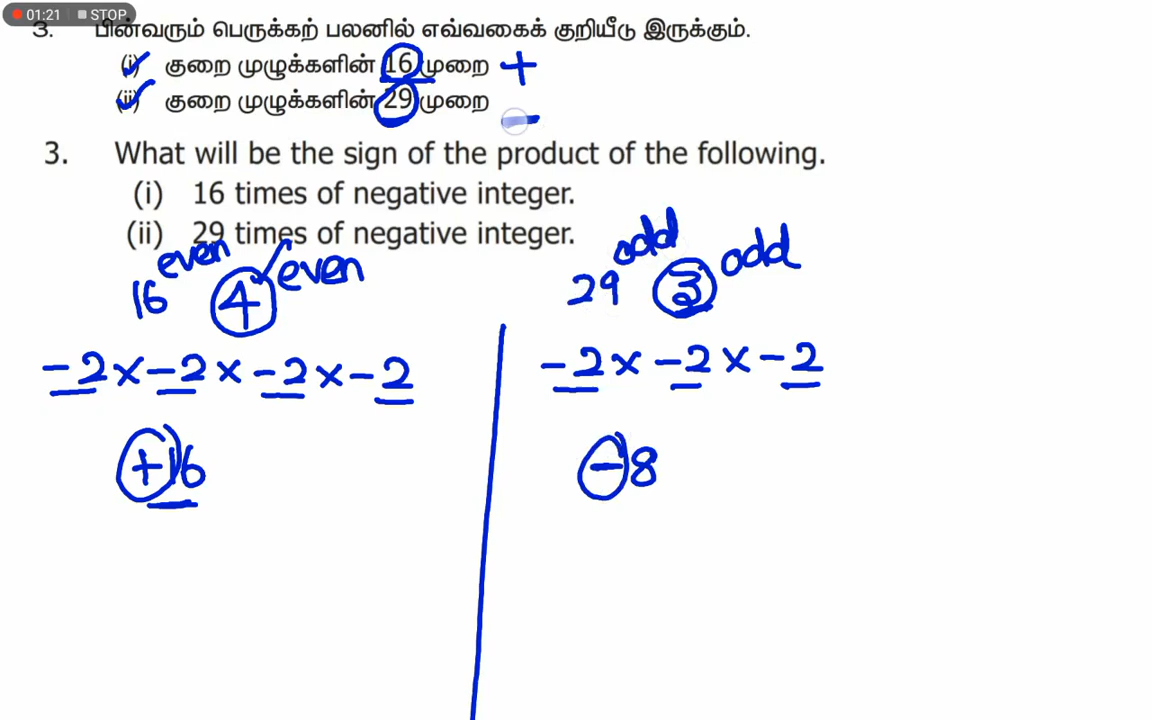 01:21 STOP
3. பின்வரும் பெருக்கற் பலனில் எவ்வகைக் குறியீடு இருக்கும்.
(i) குறை முழுக்களின் 16 முறை +
(ii) குறை முழுக்களின் 29 முறை -
3. What will be the sign of the product of the following.
(i) 16 times of negative integer.
(ii) 29 times of negative integer.
16 even 4 even
29 odd 3 odd
-2 x -2 x -2 x -2
-2 x -2 x -2
+16
-8